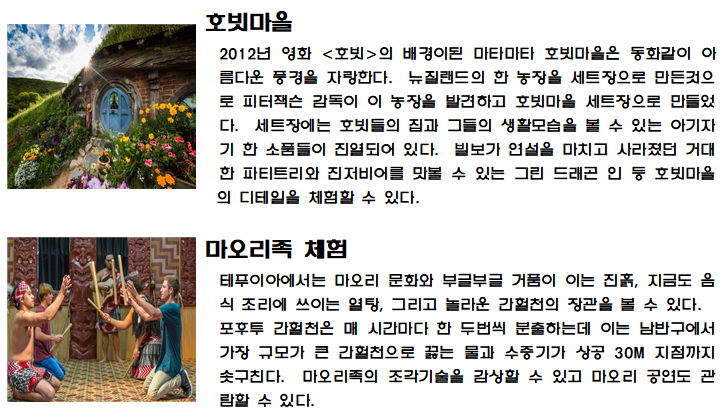 호빗마을
2012년 영화 <호빗>의 배경이된 마타마타 호빗마을은 동화같이 아
름다운 풍경을 자랑한다. 뉴질랜드의 한 농장을 세트장으로 만든것으
로 피터잭슨 감독이 이 농장을 발견하고 호빗마을 세트장으로 만들었
다. 세트장에는 호빗들의 집과 그들의 생활모습을 볼 수 있는 아기자
기 한 소품들이 진열되어 있다. 빌보가 연설을 마치고 사라졌던 거대
한 파티트리와 진저비어를 맛볼 수 있는 그린 드래곤 인 등 호빗마을
의 디테일을 체험할 수 있다.
마오리족 체험
테푸이아에서는 마오리 문화와 부글부글 거품이 이는 진흙, 지금도 음
식 조리에 쓰이는 열탕, 그리고 놀라운 간헐천의 장관을 볼 수 있다.
포후투 간헐천은 매 시간마다 한 두번씩 분출하는데 이는 남반구에서
가장 규모가 큰 간헐천으로 끓는 물과 수증기가 상공 30M 지점까지
솟구친다. 마오리족의 조각기술을 감상할 수 있고 마오리 공연도 관
람할 수 있다.